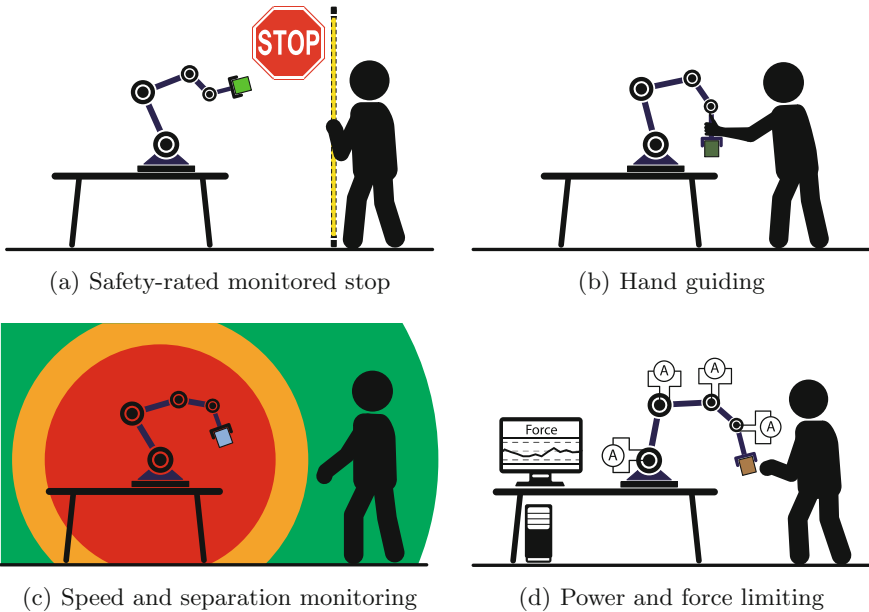 STOP
(a) Safety-rated monitored stop
(b) Hand guiding
(c) Speed and separation monitoring
Force
A
A
A
A
(d) Power and force limiting